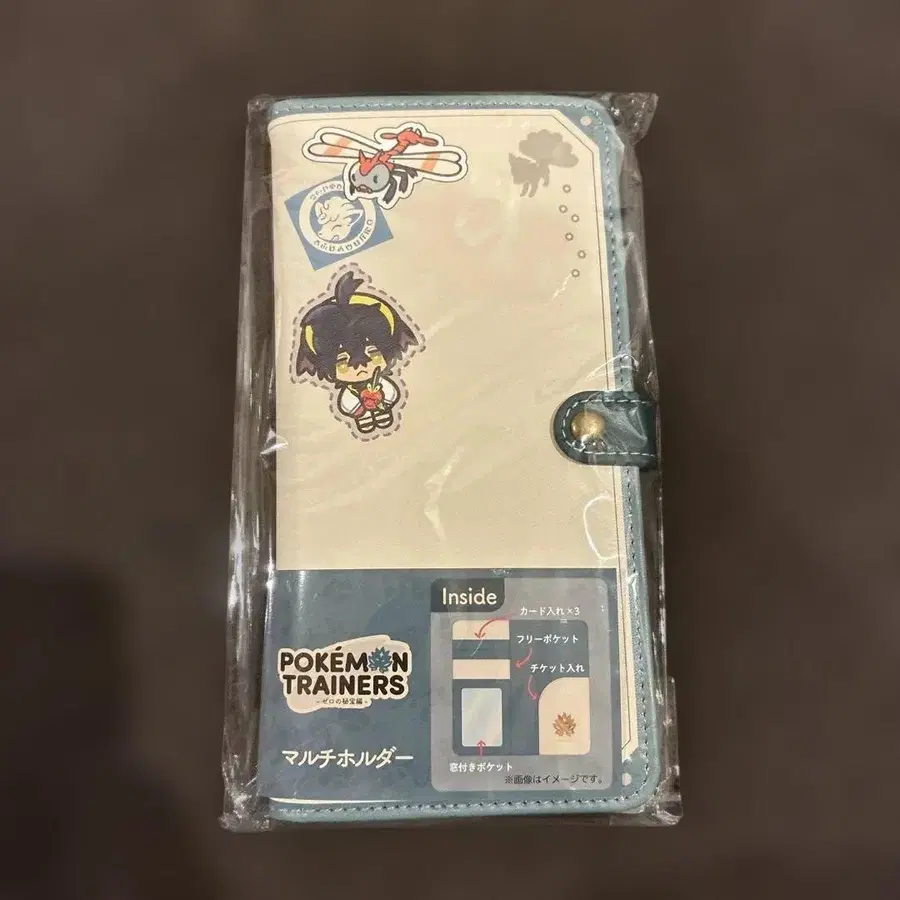 Inside
カード入れ×3
フリーポケット
チケット入れ
POKÉMON
TRAINERS
-ゼロの秘宝編-
マルチホルダー
窓付きポケット
※画像はイメージです。